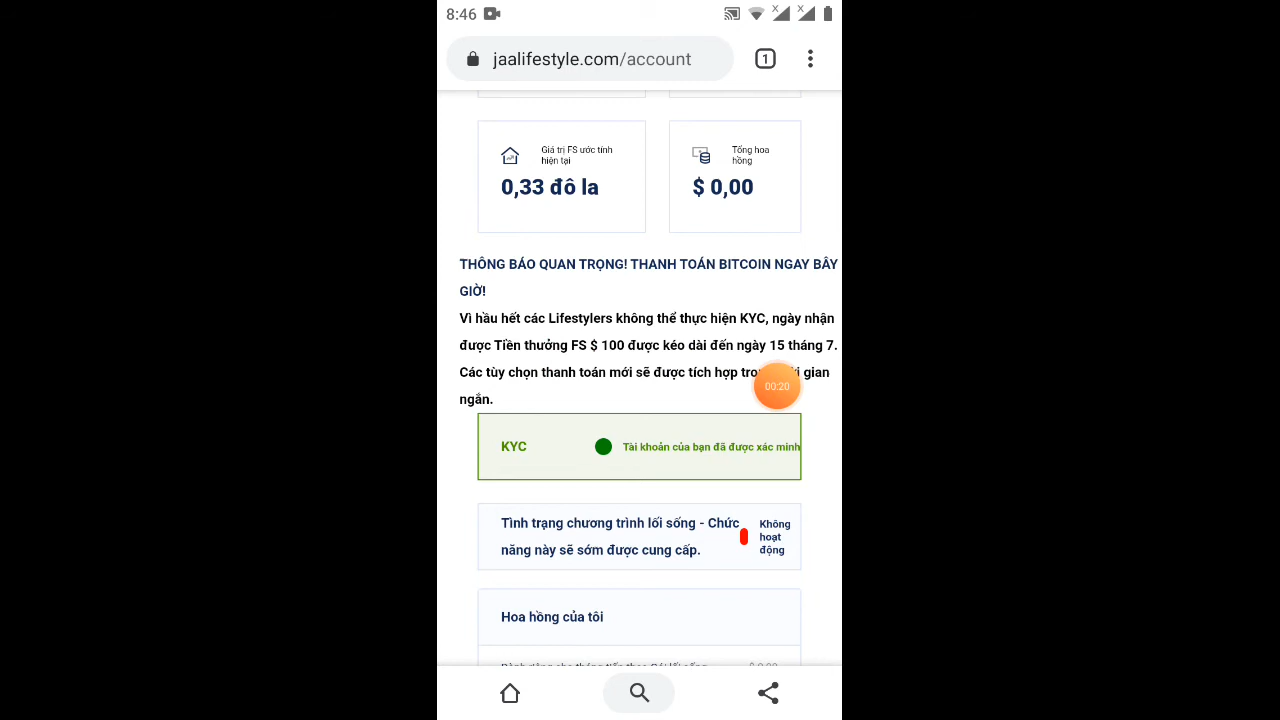 8:46
jaalifestyle.com/account
1
Giá trị FS ước tính
hiện tại
0,33 đô la
Tổng hoa
hồng
$ 0,00
THÔNG BÁO QUAN TRỌNG! THANH TOÁN BITCOIN NGAY BÂY
GIỜ!
Vì hầu hết các Lifestylers không thể thực hiện KYC, ngày nhận
được Tiền thưởng FS $ 100 được kéo dài đến ngày 15 tháng 7.
Các tùy chọn thanh toán mới sẽ được tích hợp gian
ngắn.
00:20
KYC
Tài khoản của bạn đã được xác minh
Tình trạng chương trình lối sống - Chức
năng này sẽ sớm được cung cấp.
Không
hoạt
động
Hoa hồng của tôi